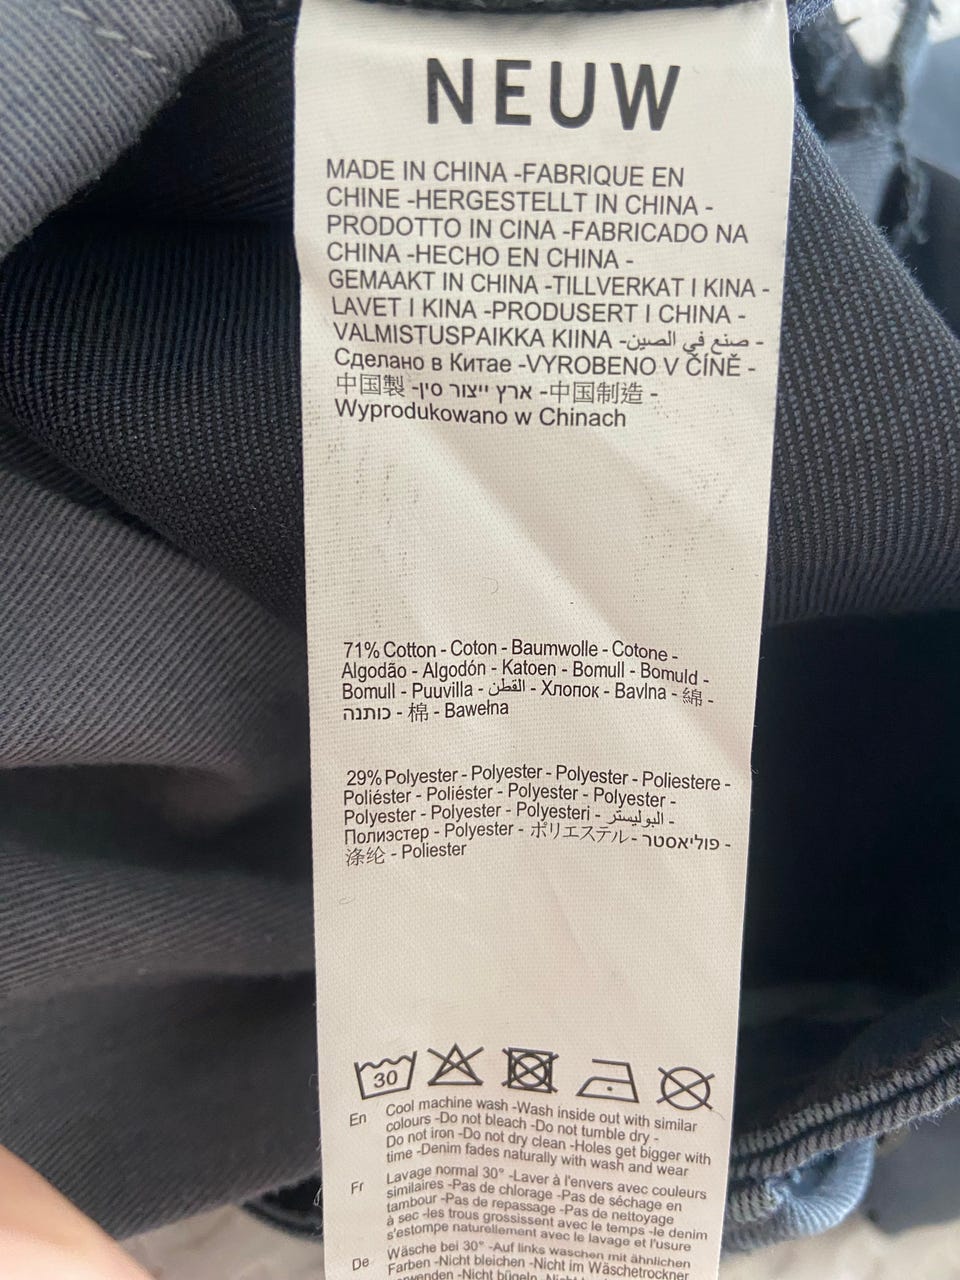 NEUW
MADE IN CHINA -FABRIQUE EN
CHINE -HERGESTELLT IN CHINA -
PRODOTTO IN CINA -FABRICADO NA
CHINA -HECHO EN CHINA -
GEMAAKT IN CHINA -TILLVERKAT I KINA -
LAVET I KINA -PRODUSERT I CHINA -
VALMISTUSPAIKKA KIINA -صنع في الصين -
Сделано в Китае -VYROBENO V ČÍNĚ -
中国製 -ארץ ייצור סין -中国制造 -
Wyprodukowano w Chinach
71% Cotton - Coton - Baumwolle - Cotone -
Algodão - Algodón - Katoen - Bomull - Bomuld -
Bomull - Puuvilla - القطن - Хлопок - Bavlna - 綿 -
כותנה - 棉 - Bawełna
29% Polyester - Polyester - Polyester - Poliestere -
Poliéster - Poliéster - Polyester - Polyester -
Polyester - Polyester - Polyesteri - البوليستر -
Полиэстер - Polyester - ポリエステル - פוליאסטר -
涤纶 - Poliester
30
En Cool machine wash -Wash inside out with similar
colours -Do not bleach -Do not tumble dry -
Do not iron -Do not dry clean -Holes get bigger with
time -Denim fades naturally with wash and wear
Fr Lavage normal 30° -Laver à l'envers avec couleurs
similaires -Pas de chlorage -Pas de séchage en
tambour -Pas de repassage -Pas de nettoyage
à sec -les trous grossissent avec le temps -le denim
s'estompe naturellement avec le lavage et l'usure
De Wäsche bei 30° -Auf links waschen mit ähnlichen
Farben -Nicht bleichen -Nicht im Wäschetrockner
-Nicht bügeln